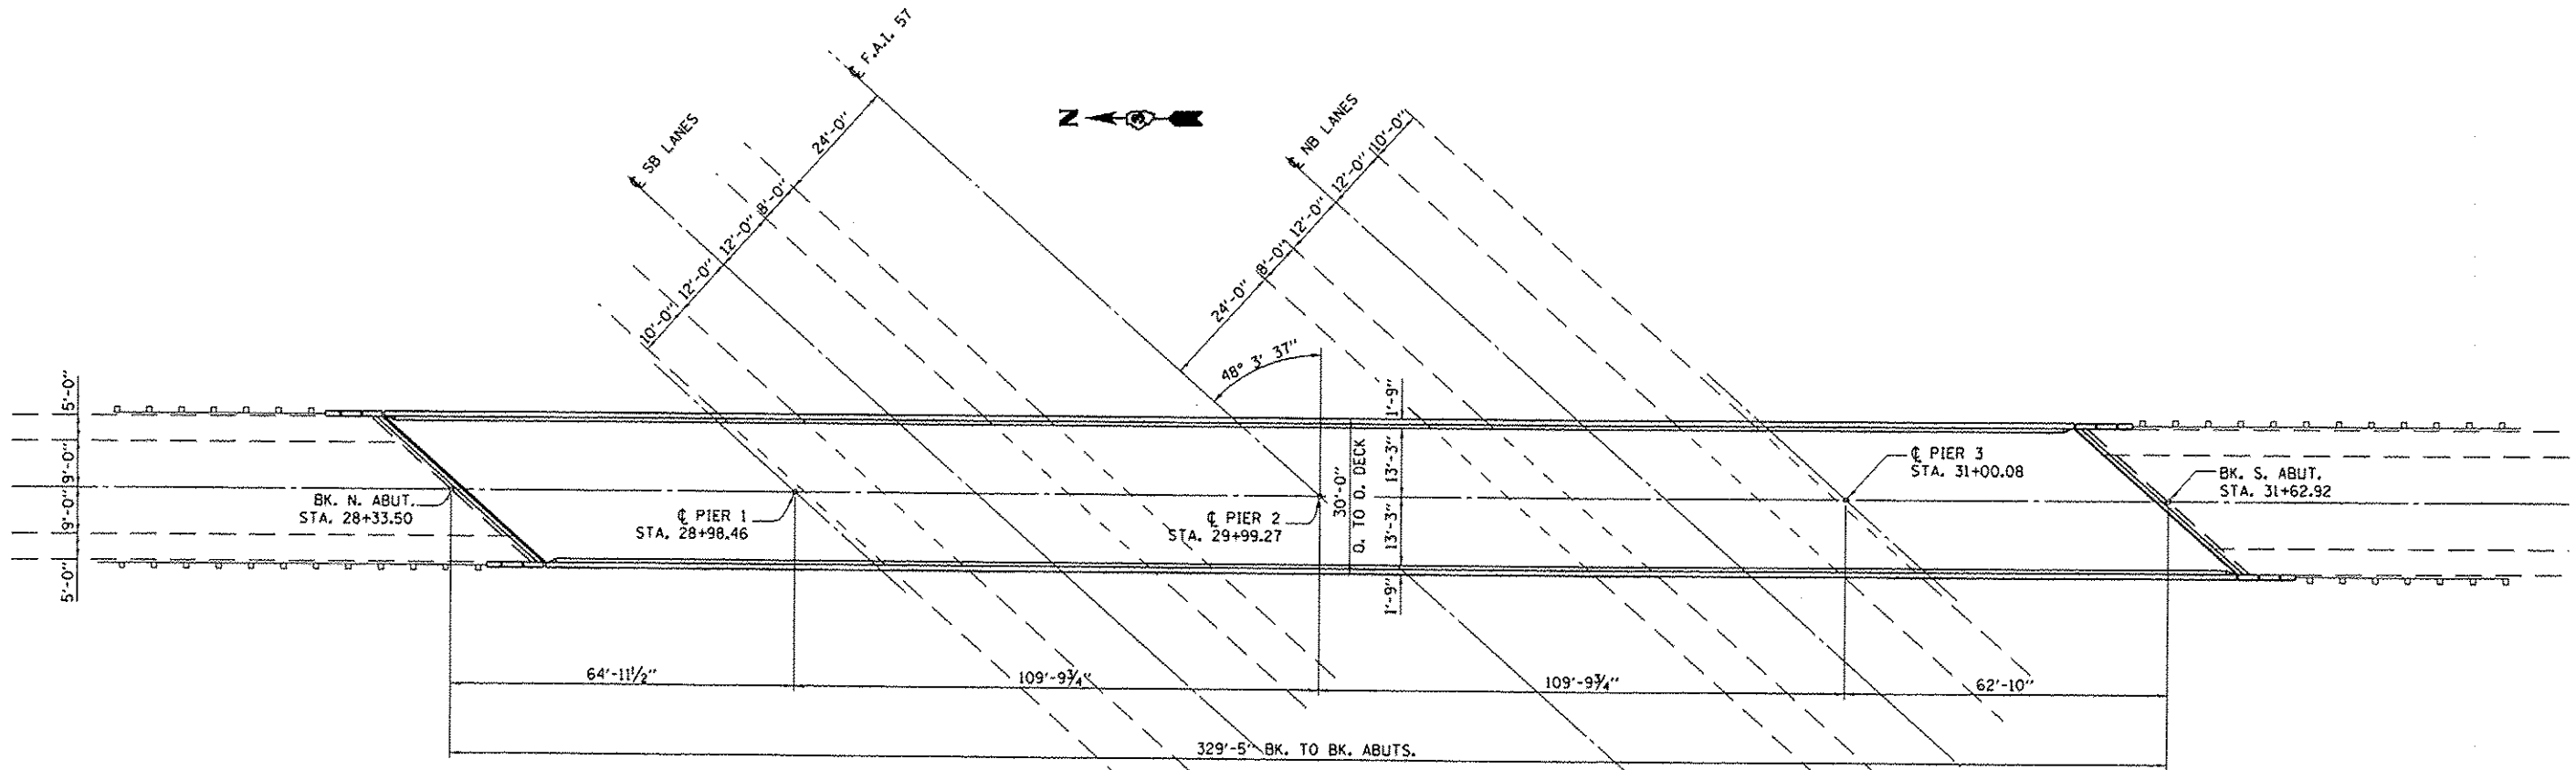 ℄ F.A.I. 57
℄ SB LANES
24'-0"
8'-0"
12'-0"
12'-0"
10'-0"
N
℄ NB LANES
10'-0"
12'-0"
12'-0"
8'-0"
24'-0"
48° 3' 37"
5'-0"
9'-0"
9'-0"
5'-0"
BK. N. ABUT.
STA. 28+33.50
℄ PIER 1
STA. 28+98.46
℄ PIER 2
STA. 29+99.27
30'-0"
O. TO O. DECK
1'-9"
13'-3"
13'-3"
1'-9"
℄ PIER 3
STA. 31+00.08
BK. S. ABUT.
STA. 31+62.92
64'-11½"
109'-9¾"
109'-9¾"
62'-10"
329'-5" BK. TO BK. ABUTS.